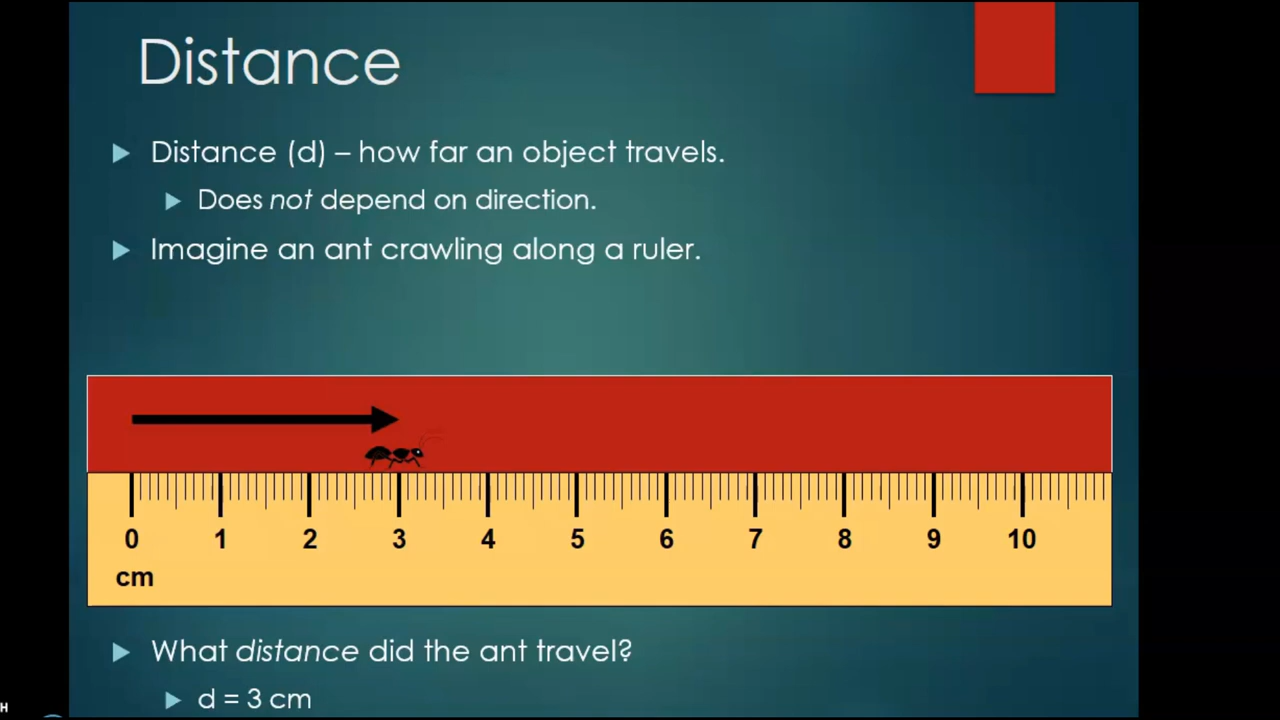 Distance
Distance (d) – how far an object travels.
Does not depend on direction.
Imagine an ant crawling along a ruler.
0 1 2 3 4 5 6 7 8 9 10
cm
What distance did the ant travel?
d = 3 cm
H